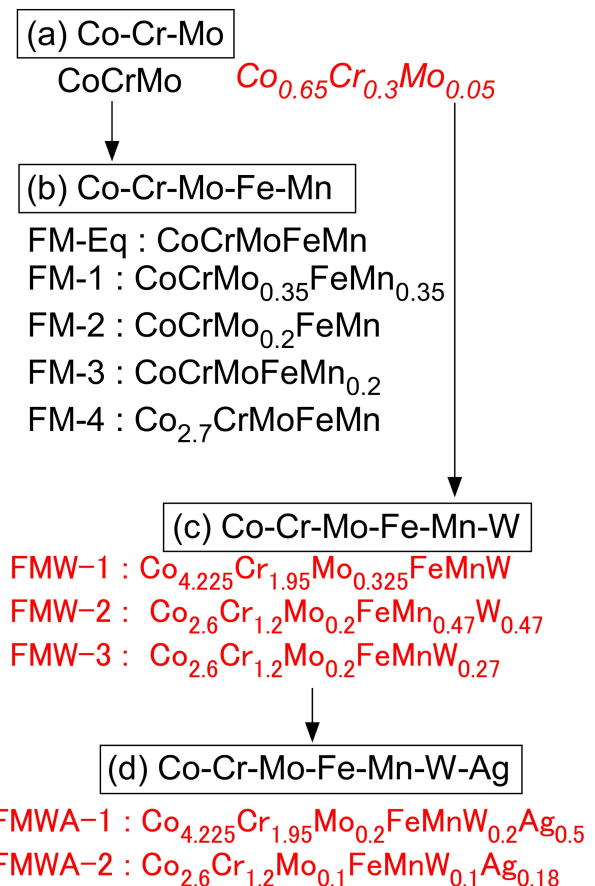 (a) Co-Cr-Mo
CoCrMo
Co0.65Cr0.3Mo0.05
(b) Co-Cr-Mo-Fe-Mn
FM-Eq : CoCrMoFeMn
FM-1 : CoCrMo0.35FeMn0.35
FM-2 : CoCrMo0.2FeMn
FM-3 : CoCrMoFeMn0.2
FM-4 : Co2.7CrMoFeMn
(c) Co-Cr-Mo-Fe-Mn-W
FMW-1 : Co4.225Cr1.95Mo0.325FeMnW
FMW-2 : Co2.6Cr1.2Mo0.2FeMn0.47W0.47
FMW-3 : Co2.6Cr1.2Mo0.2FeMnW0.27
(d) Co-Cr-Mo-Fe-Mn-W-Ag
FMWA-1 : Co4.225Cr1.95Mo0.2FeMnW0.2Ag0.5
FMWA-2 : Co2.6Cr1.2Mo0.1FeMnW0.1Ag0.18